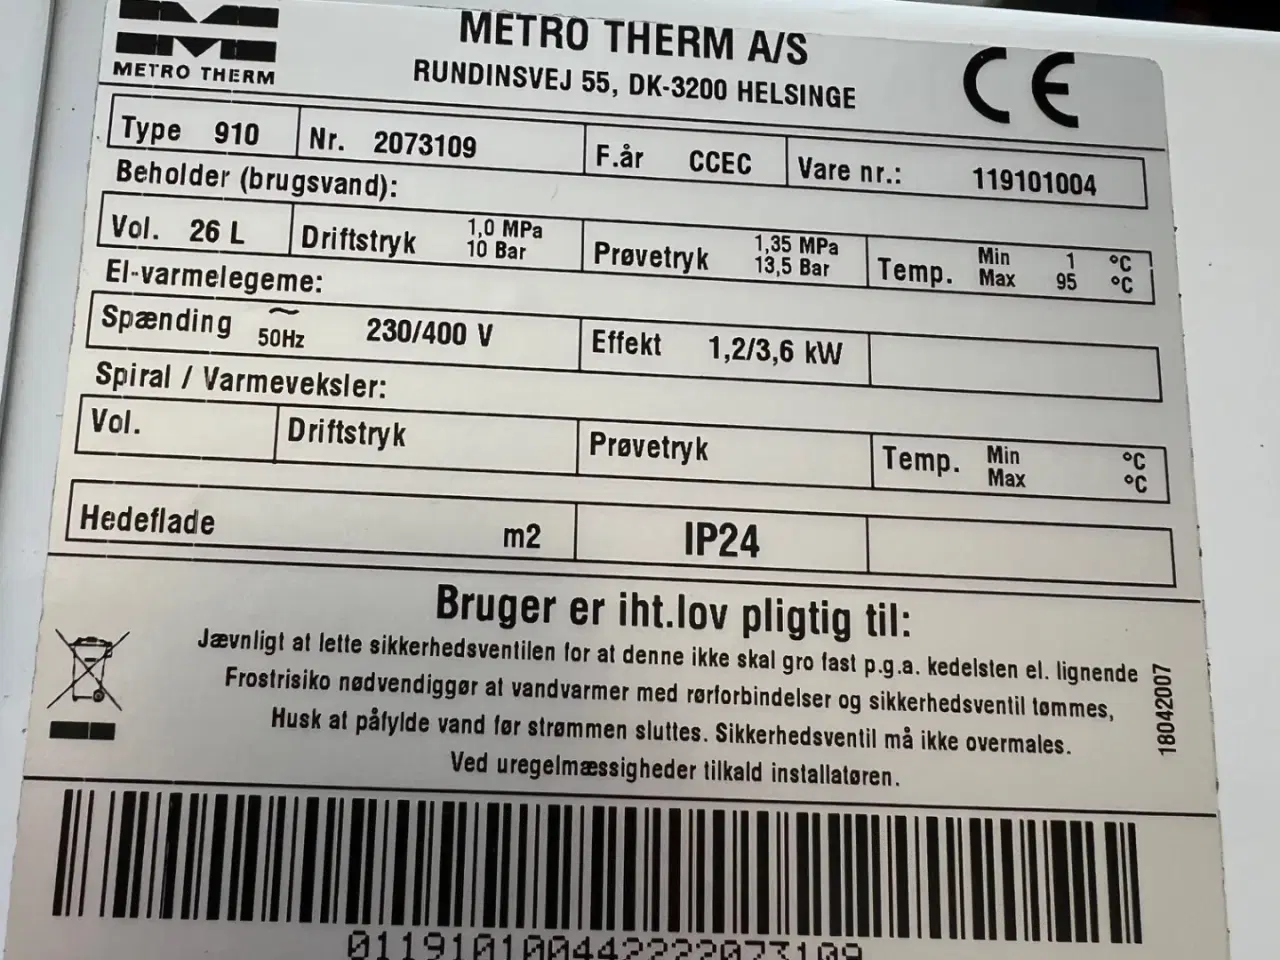 METRO THERM
METRO THERM A/S
RUNDINSVEJ 55, DK-3200 HELSINGE
CE
Type 910 Nr. 2073109 F.år CCEC Vare nr.: 119101004
Beholder (brugsvand):
Vol. 26 L Driftstryk 1,0 MPa 10 Bar Prøvetryk 1,35 MPa 13,5 Bar Temp. Min 1 °C Max 95 °C
El-varmelegeme:
Spænding ~ 50Hz 230/400 V Effekt 1,2/3,6 kW
Spiral / Varmeveksler:
Vol. Driftstryk Prøvetryk Temp. Min °C Max °C
Hedeflade m2 IP24
Bruger er iht.lov pligtig til:
Jævnligt at lette sikkerhedsventilen for at denne ikke skal gro fast p.g.a. kedelsten el. lignende
Frostrisiko nødvendiggør at vandvarmer med rørforbindelser og sikkerhedsventil tømmes,
Husk at påfylde vand før strømmen sluttes. Sikkerhedsventil må ikke overmales.
Ved uregelmæssigheder tilkald installatøren.
18042007
011910100442222073109